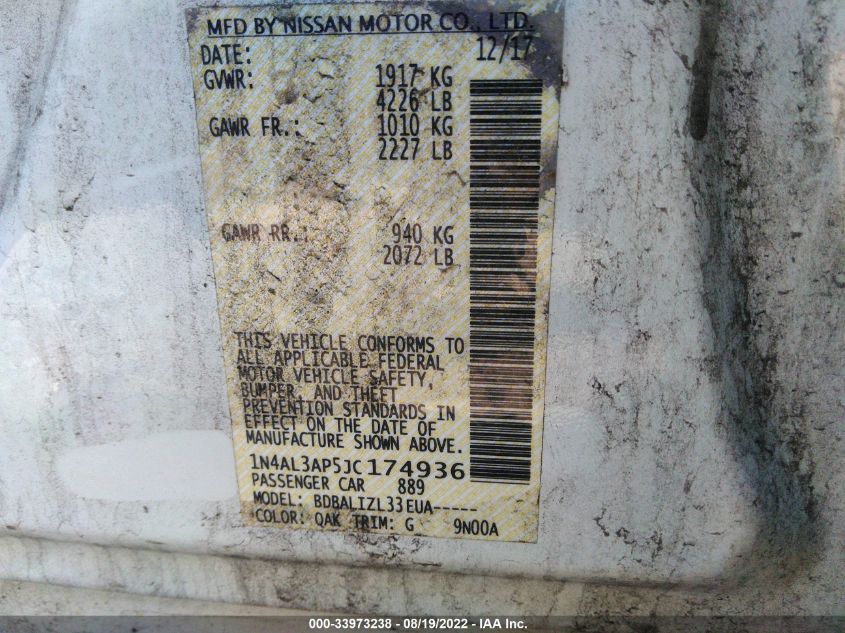 MFD BY NISSAN MOTOR CO., LTD.
DATE: 12/17
GVWR: 1917 KG
4226 LB
GAWR FR.: 1010 KG
2227 LB
GAWR RR.: 940 KG
2072 LB
THIS VEHICLE CONFORMS TO
ALL APPLICABLE FEDERAL
MOTOR VEHICLE SAFETY,
BUMPER, AND THEFT
PREVENTION STANDARDS IN
EFFECT ON THE DATE OF
MANUFACTURE SHOWN ABOVE.
1N4AL3AP5JC174936
PASSENGER CAR 889
MODEL: BDBALIZL33EUA-----
COLOR: QAK TRIM: G 9N00A
000-33973238 - 08/19/2022 - IAA Inc.